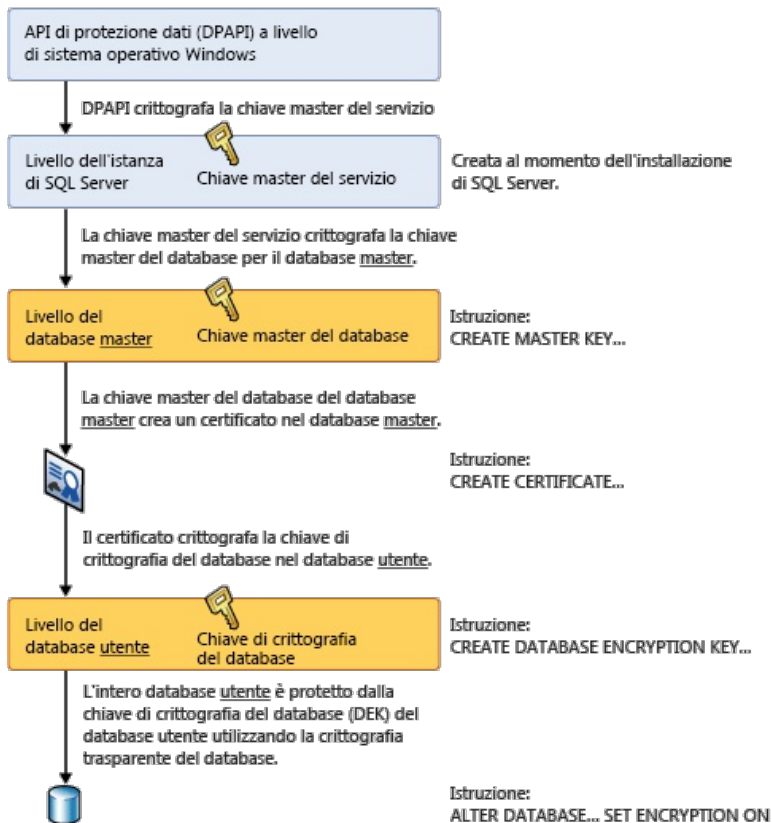 API di protezione dati (DPAPI) a livello
di sistema operativo Windows
DPAPI crittografa la chiave master del servizio
Livello dell'istanza
di SQL Server
Chiave master del servizio
Creata al momento dell'installazione
di SQL Server.
La chiave master del servizio crittografa la chiave
master del database per il database master.
Livello del
database master
Chiave master del database
Istruzione:
CREATE MASTER KEY...
La chiave master del database del database
master crea un certificato nel database master.
Istruzione:
CREATE CERTIFICATE...
Il certificato crittografa la chiave di
crittografia del database nel database utente.
Livello del
database utente
Chiave di crittografia
del database
Istruzione:
CREATE DATABASE ENCRYPTION KEY...
L'intero database utente è protetto dalla
chiave di crittografia del database (DEK) del
database utente utilizzando la crittografia
trasparente del database.
Istruzione:
ALTER DATABASE... SET ENCRYPTION ON